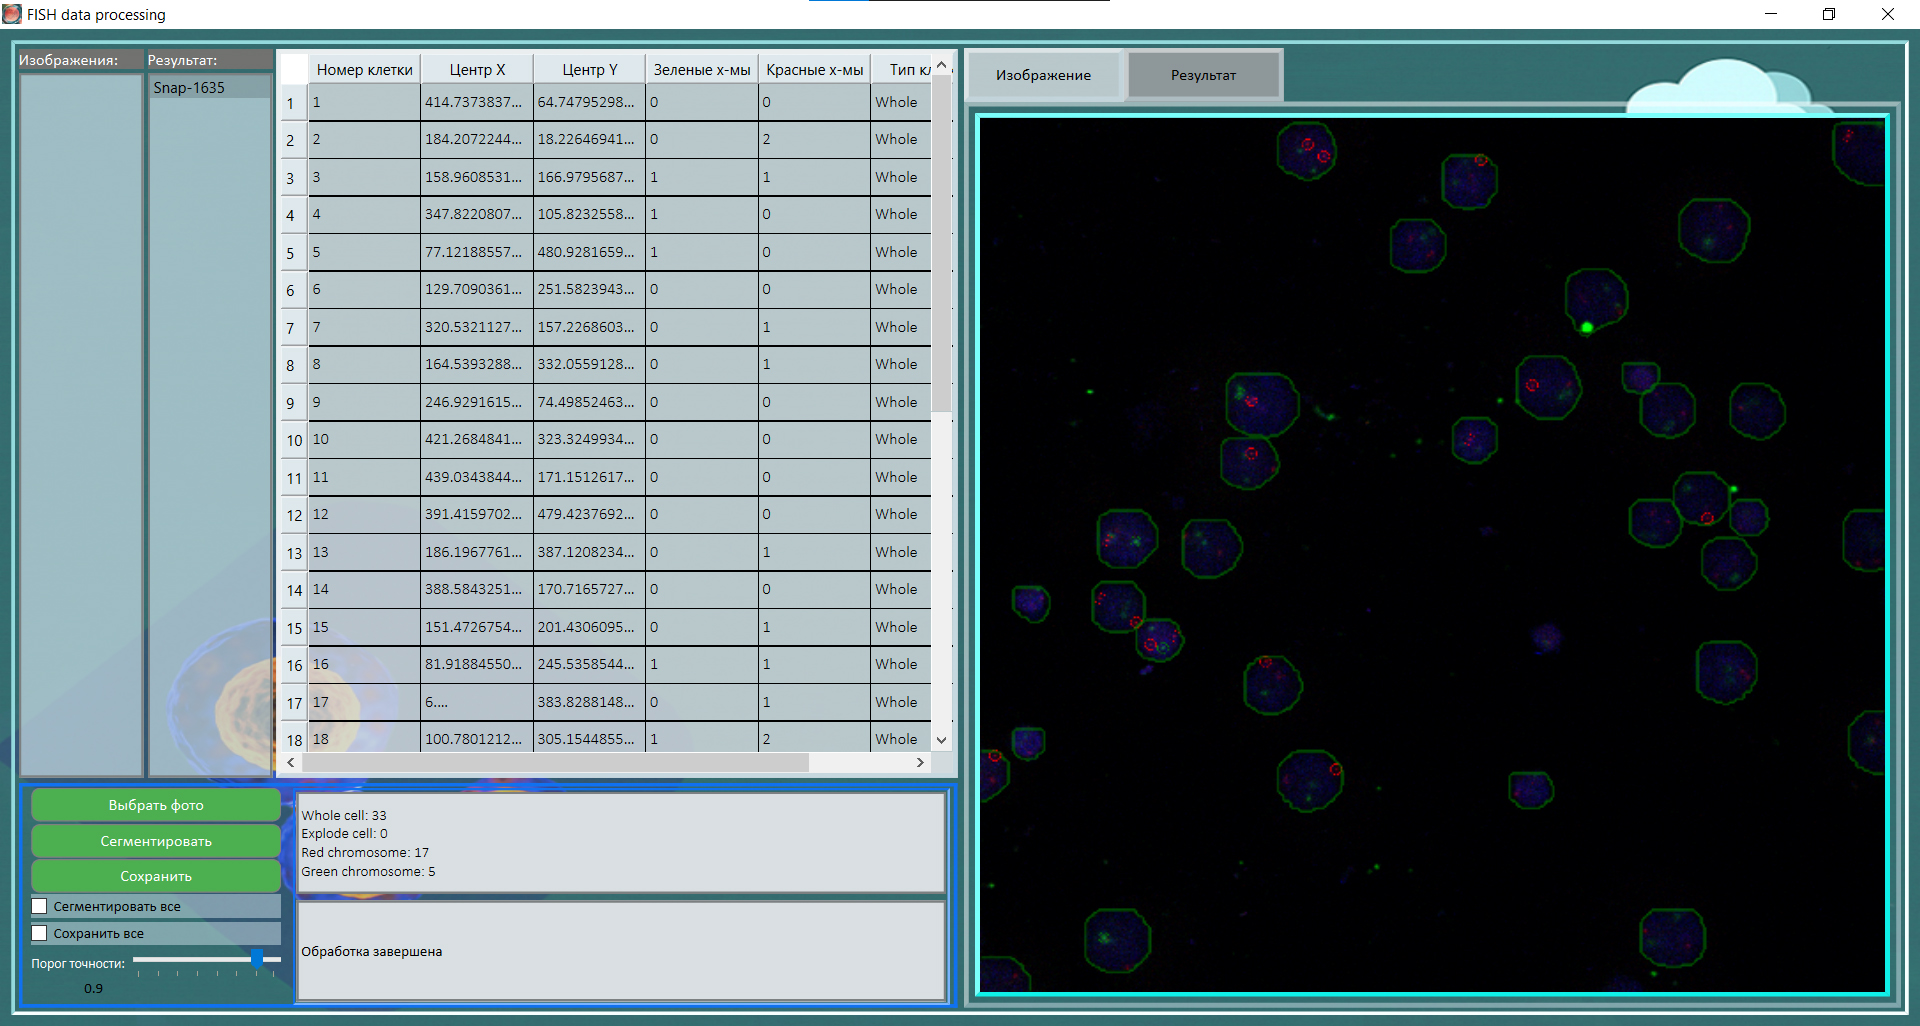 FISH data processing
Изображения:
Результат:
Snap-1635
Номер клетки Центр X Центр Y Зеленые х-мы Красные х-мы Тип кл
1 1 414.7373837... 64.74795298... 0 0 Whole
2 2 184.2072244... 18.22646941... 0 2 Whole
3 3 158.9608531... 166.9795687... 1 1 Whole
4 4 347.8220807... 105.8232558... 1 0 Whole
5 5 77.12188557... 480.9281659... 1 0 Whole
6 6 129.7090361... 251.5823943... 0 0 Whole
7 7 320.5321127... 157.2268603... 0 1 Whole
8 8 164.5393288... 332.0559128... 0 1 Whole
9 9 246.9291615... 74.49852463... 0 0 Whole
10 10 421.2684841... 323.3249934... 0 0 Whole
11 11 439.0343844... 171.1512617... 0 0 Whole
12 12 391.4159702... 479.4237692... 0 0 Whole
13 13 186.1967761... 387.1208234... 0 1 Whole
14 14 388.5843251... 170.7165727... 0 0 Whole
15 15 151.4726754... 201.4306095... 0 1 Whole
16 16 81.91884550... 245.5358544... 1 1 Whole
17 17 6.... 383.8288148... 0 1 Whole
18 18 100.7801212... 305.1544855... 1 2 Whole
Выбрать фото
Сегментировать
Сохранить
Сегментировать все
Сохранить все
Порог точности:
0.9
Whole cell: 33
Explode cell: 0
Red chromosome: 17
Green chromosome: 5
Обработка завершена
Изображение
Результат